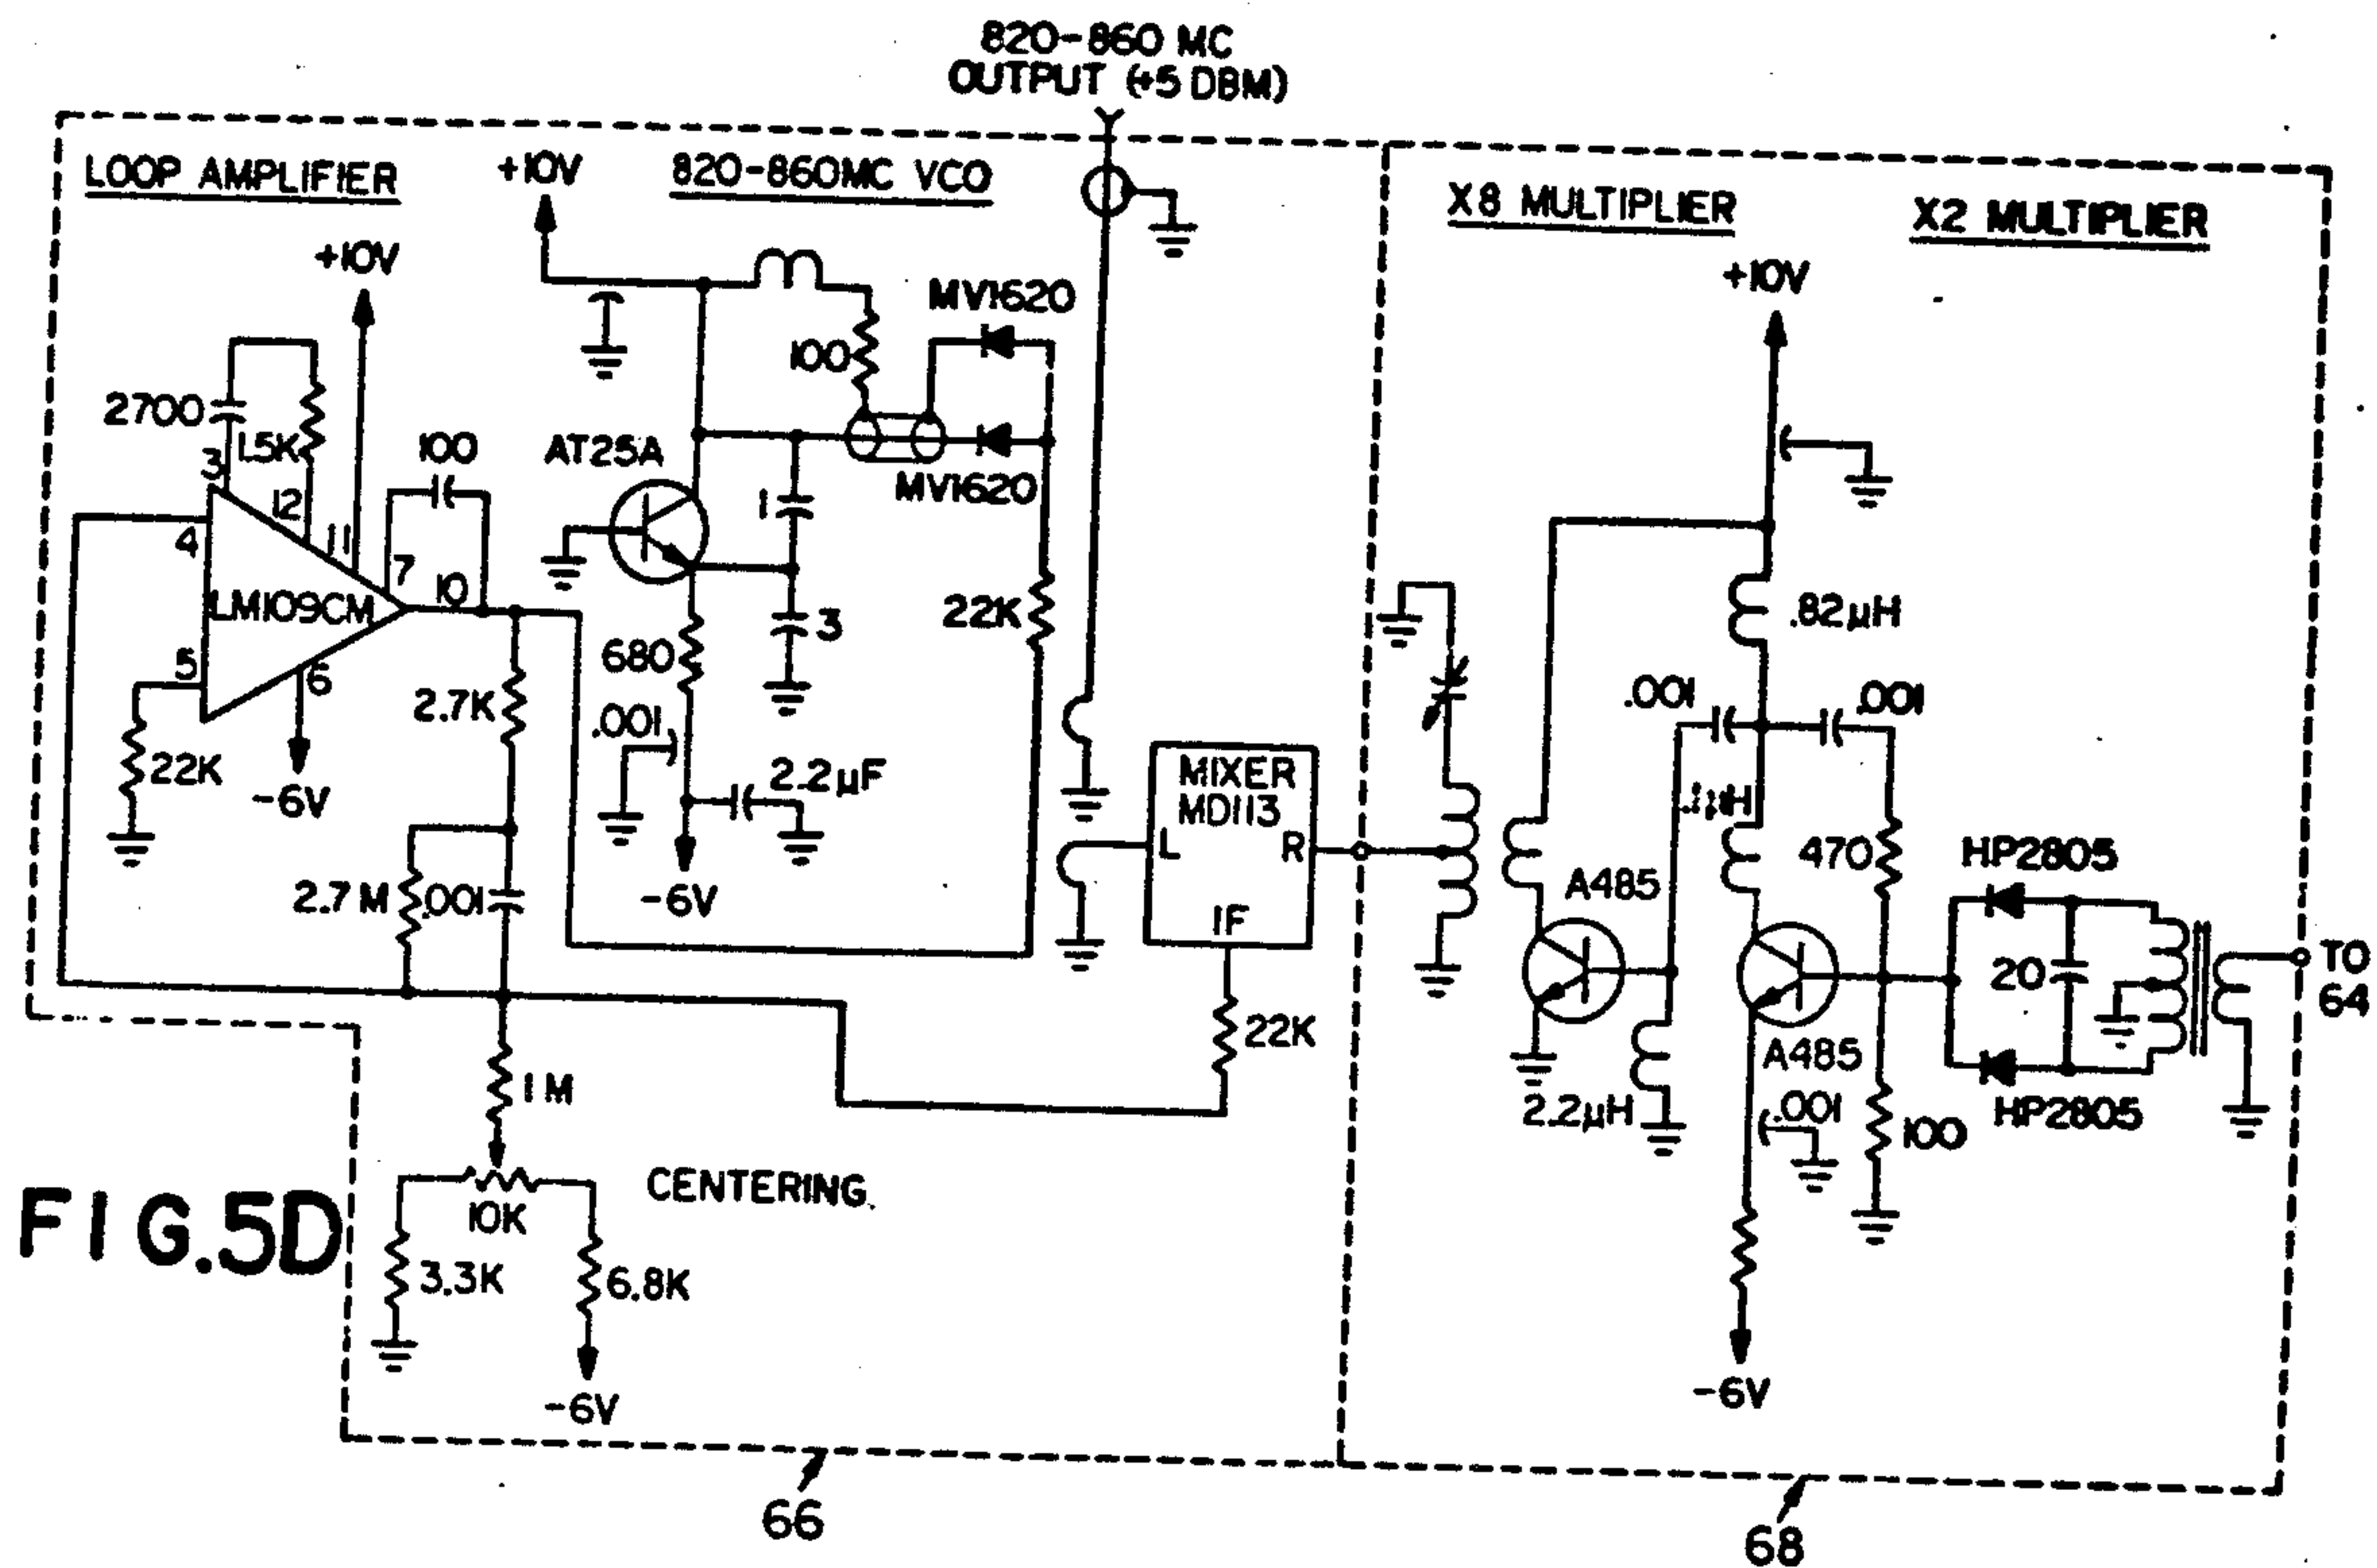 820-860 MC
OUTPUT (+5 DBM)
LOOP AMPLIFIER
+10V
820-860MC VCO
X8 MULTIPLIER
X2 MULTIPLIER
+10V
+10V
MV1620
100
2700
1.5K
3
12
11
100
AT25A
1
MV1620
4
7
10
LM109CM
5
6
22K
-6V
2.7K
680
3
.001
2.2µF
-6V
22K
2.7M
.001
.82µH
.001
.001
MIXER
MD113
L
R
IF
470
HP2805
A485
20
TO
64
22K
A485
2.2µH
.001
100
HP2805
1M
CENTERING
10K
3.3K
6.8K
-6V
-6V
FIG.5D
66
68